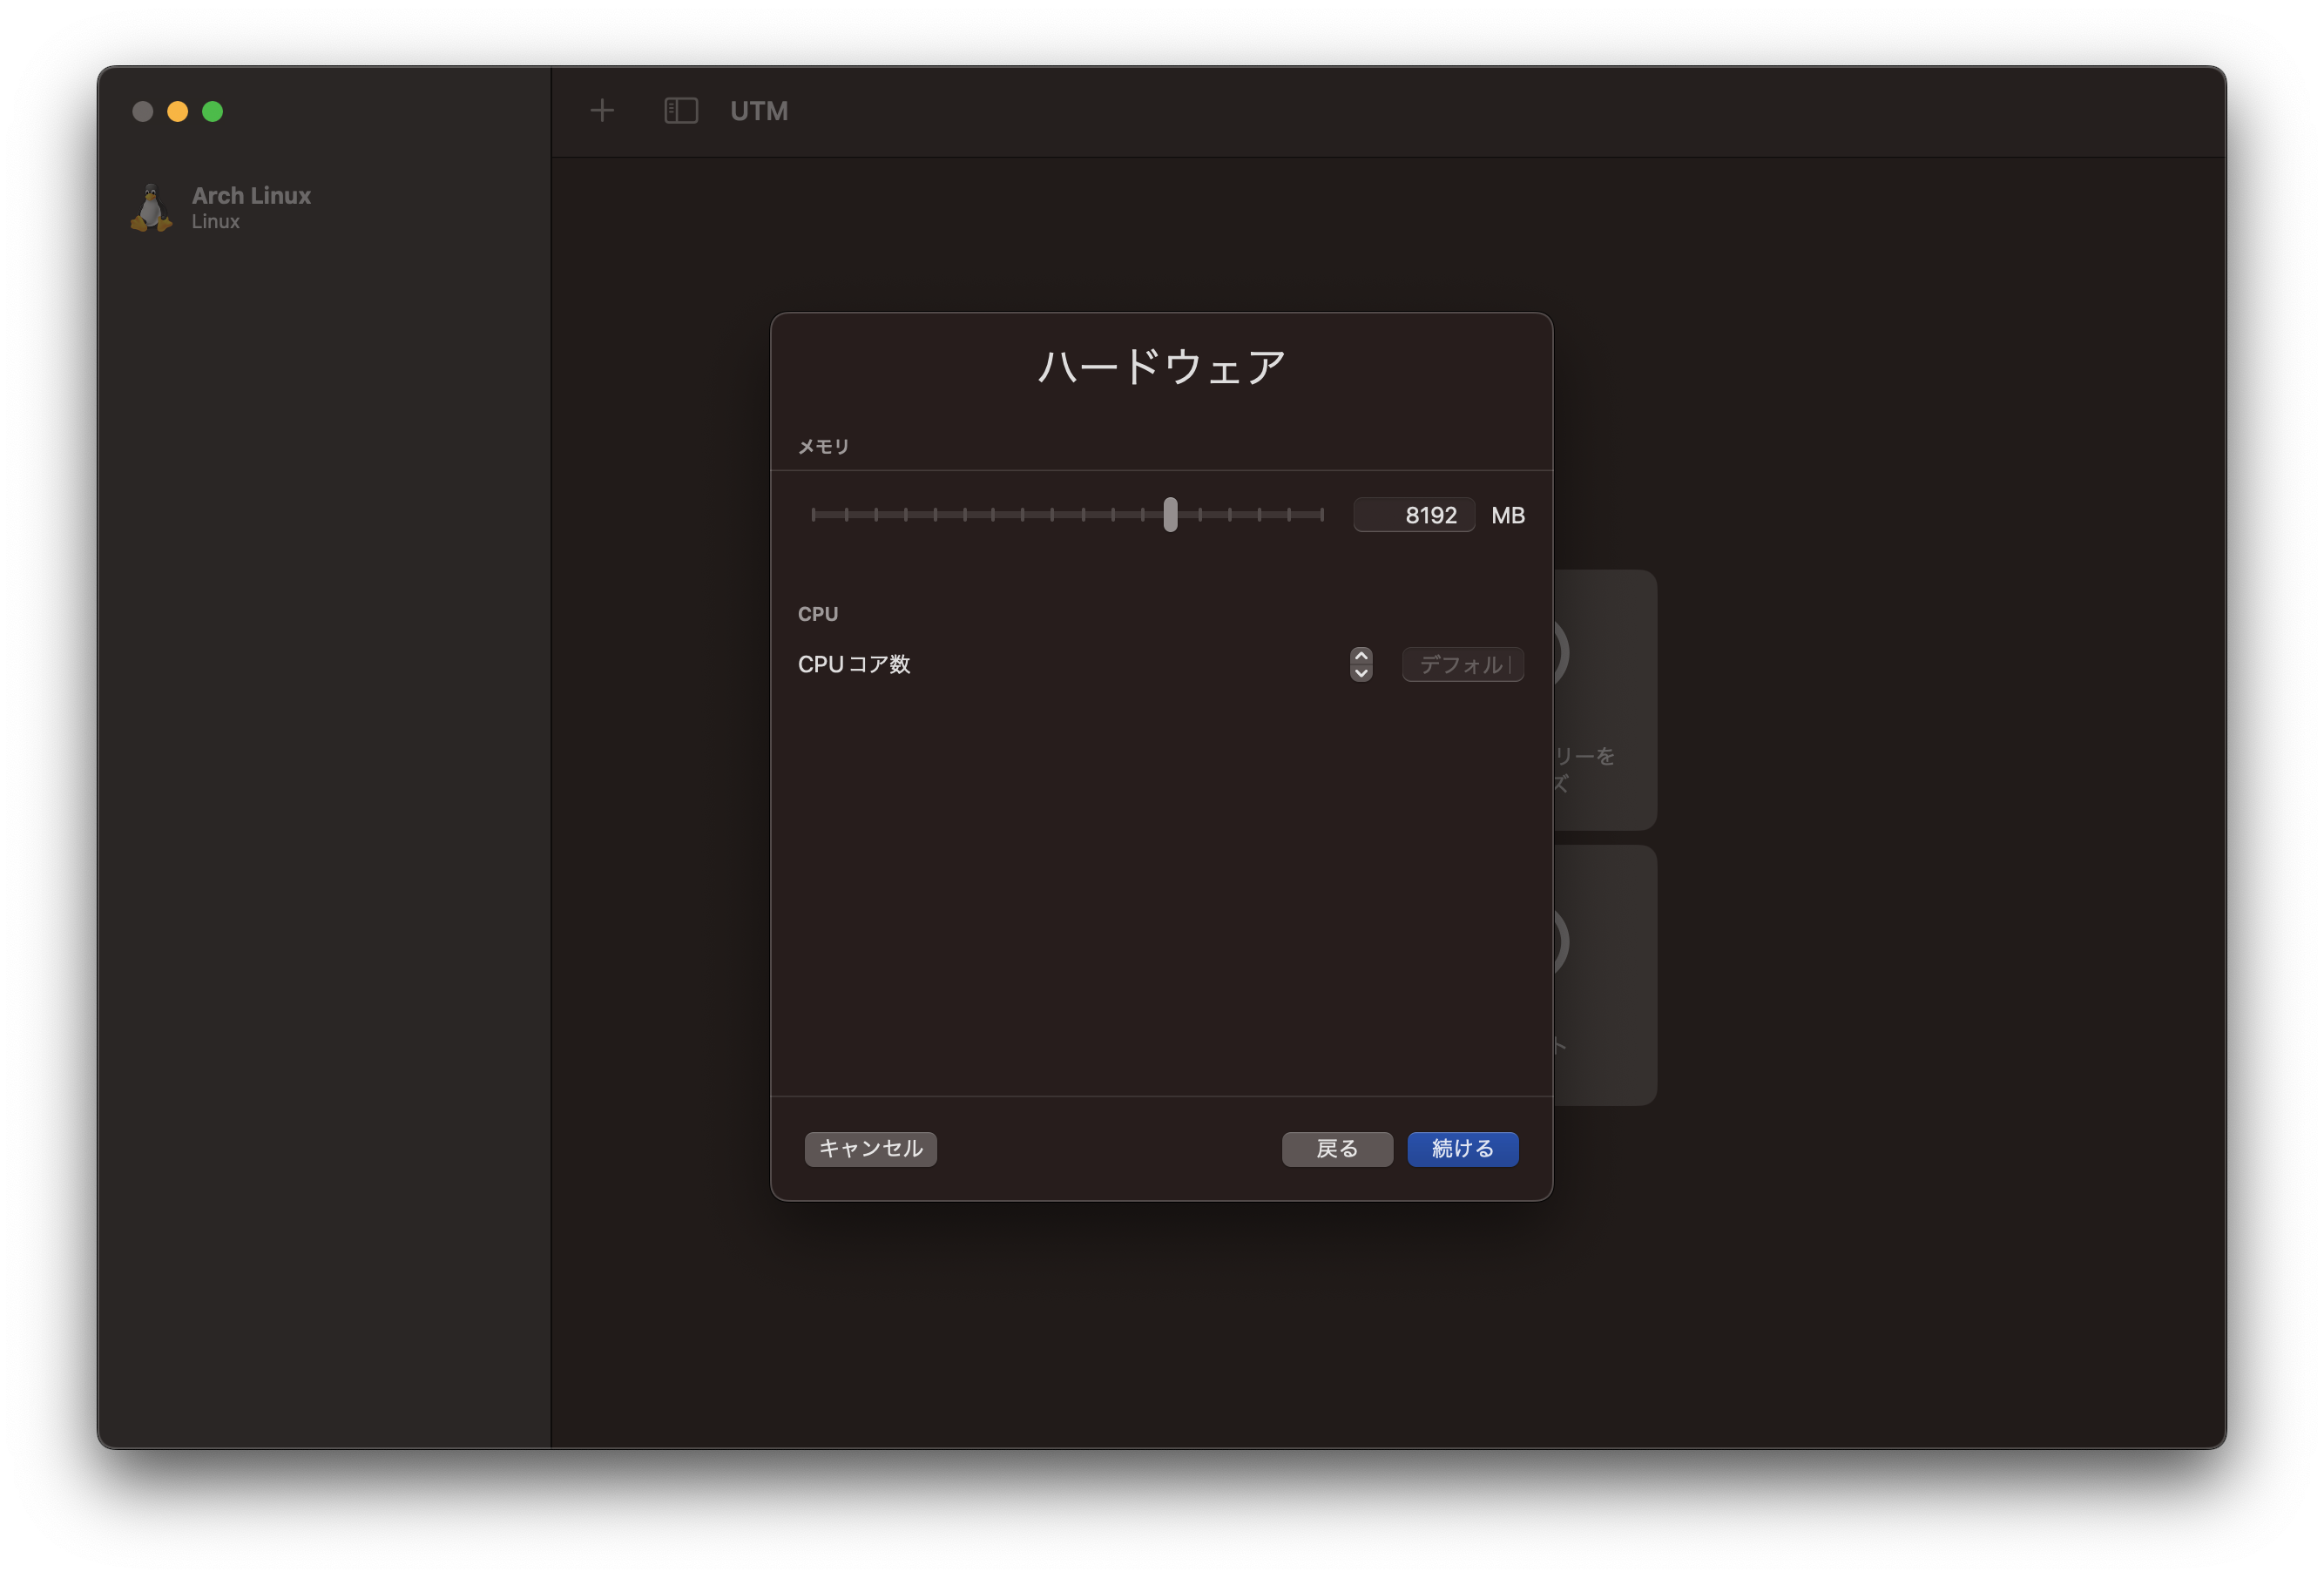 UTM
Arch Linux
Linux
ハードウェア
メモリ
8192 MB
CPU
CPU コア数
デフォル
リーを
ズ
ト
キャンセル
戻る
続ける